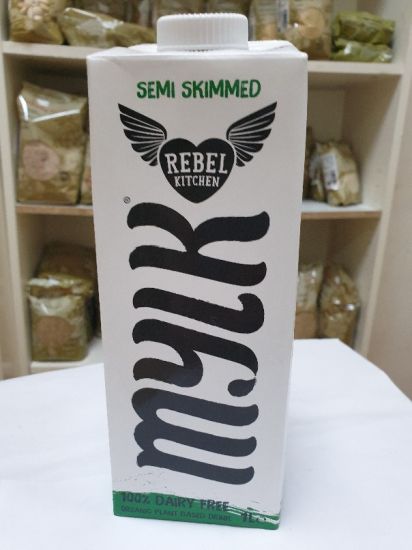 SEMI SKIMMED
REBEL
KITCHEN
®
MYLK
100% DAIRY FREE
ORGANIC PLANT BASED DRINK
1L